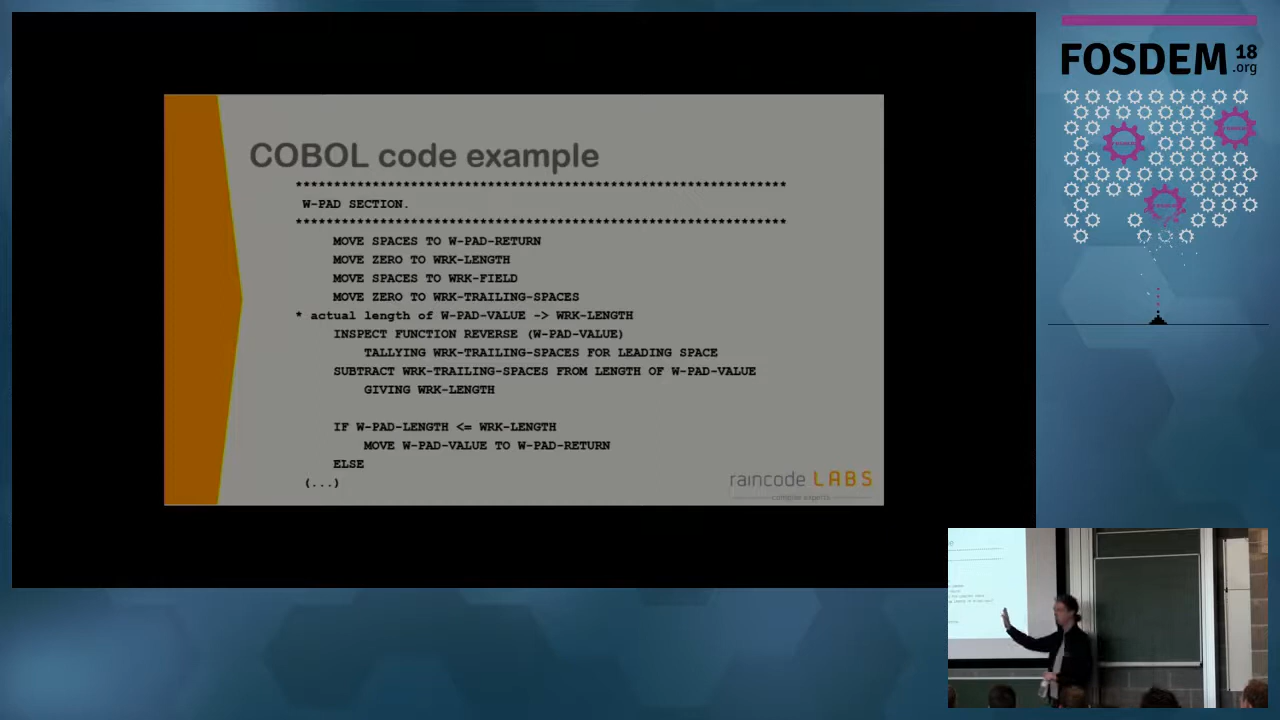 COBOL code example
****************************************************************
W-PAD SECTION.
****************************************************************
MOVE SPACES TO W-PAD-RETURN
MOVE ZERO TO WRK-LENGTH
MOVE SPACES TO WRK-FIELD
MOVE ZERO TO WRK-TRAILING-SPACES
* actual length of W-PAD-VALUE -> WRK-LENGTH
INSPECT FUNCTION REVERSE (W-PAD-VALUE)
TALLYING WRK-TRAILING-SPACES FOR LEADING SPACE
SUBTRACT WRK-TRAILING-SPACES FROM LENGTH OF W-PAD-VALUE
GIVING WRK-LENGTH
IF W-PAD-LENGTH <= WRK-LENGTH
MOVE W-PAD-VALUE TO W-PAD-RETURN
ELSE
(...)
raincode LABS
compiler experts
FOSDEM 18
.org